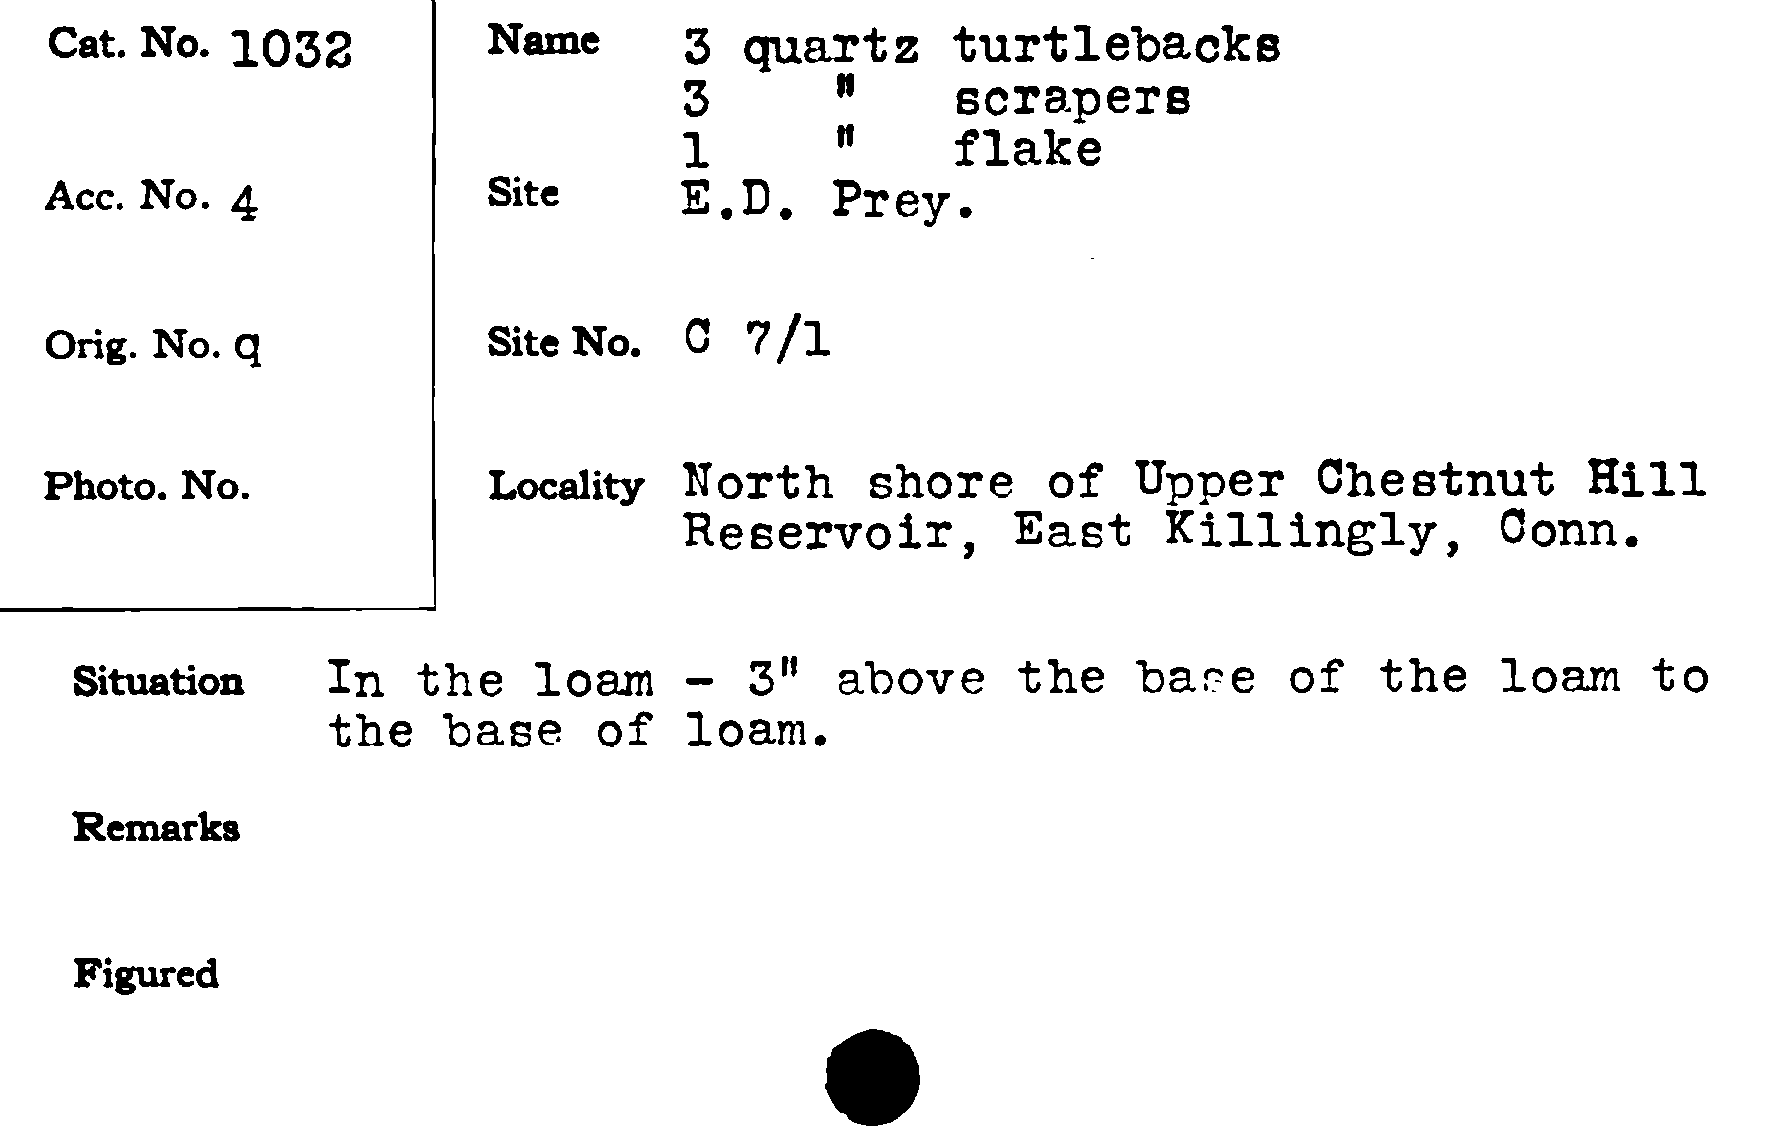 Cat. No. 1032
Acc. No. 4
Orig. No. q
Photo. No.
Name 3 quartz turtlebacks
3 " scrapers
1 " flake
Site E.D. Prey.
Site No. C 7/1
Locality North shore of Upper Chestnut Hill
Reservoir, East Killingly, Conn.
Situation In the loam - 3" above the base of the loam to
the base of loam.
Remarks
Figured